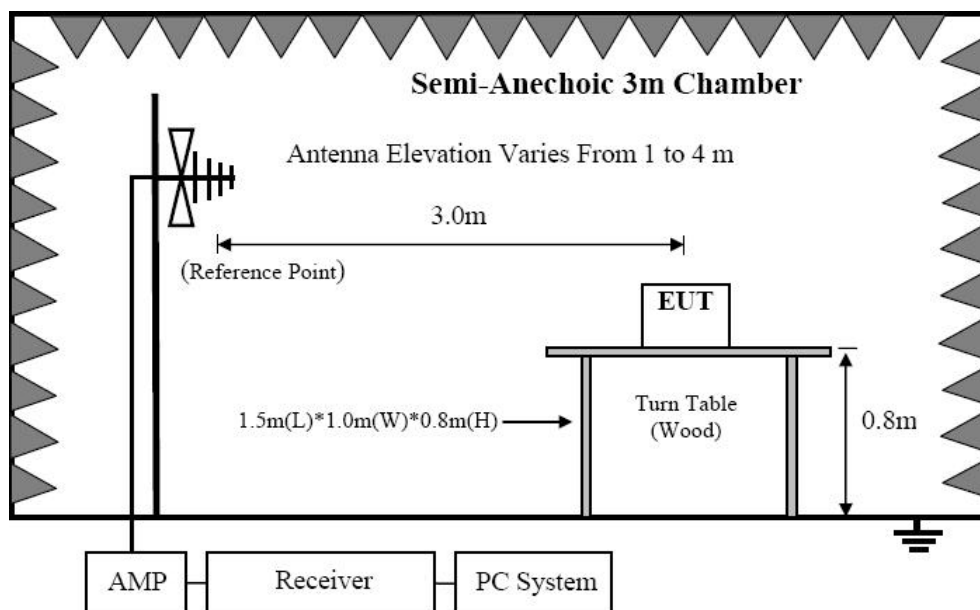 Semi-Anechoic 3m Chamber
Antenna Elevation Varies From 1 to 4 m
3.0m
(Reference Point)
EUT
1.5m(L)*1.0m(W)*0.8m(H)
Turn Table
(Wood)
0.8m
AMP
Receiver
PC System